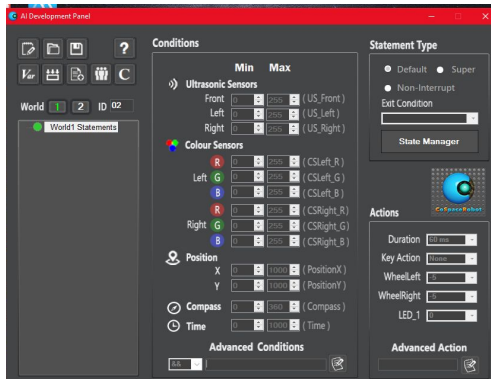 AI Development Panel
?
Var
C
World 1 2 ID 02
World1 Statements
Conditions
Min Max
Ultrasonic Sensors
Front 0 255 ( US_Front )
Left 0 255 ( US_Left )
Right 0 255 ( US_Right )
Colour Sensors
R 0 255 ( CSLeft_R )
Left G 0 255 ( CSLeft_G )
B 0 255 ( CSLeft_B )
R 0 255 ( CSRight_R )
Right G 0 255 ( CSRight_G )
B 0 255 ( CSRight_B )
Position
X 0 1000 ( PositionX )
Y 0 1000 ( PositionY )
Compass 0 360 ( Compass )
Time 0 1000 ( Time )
Advanced Conditions
&&
Statement Type
Default Super
Non-Interrupt
Exit Condition
State Manager
CoSpaceRobot
Actions
Duration 60 ms
Key Action None
WheelLeft -5
WheelRight -5
LED_1 0
Advanced Action